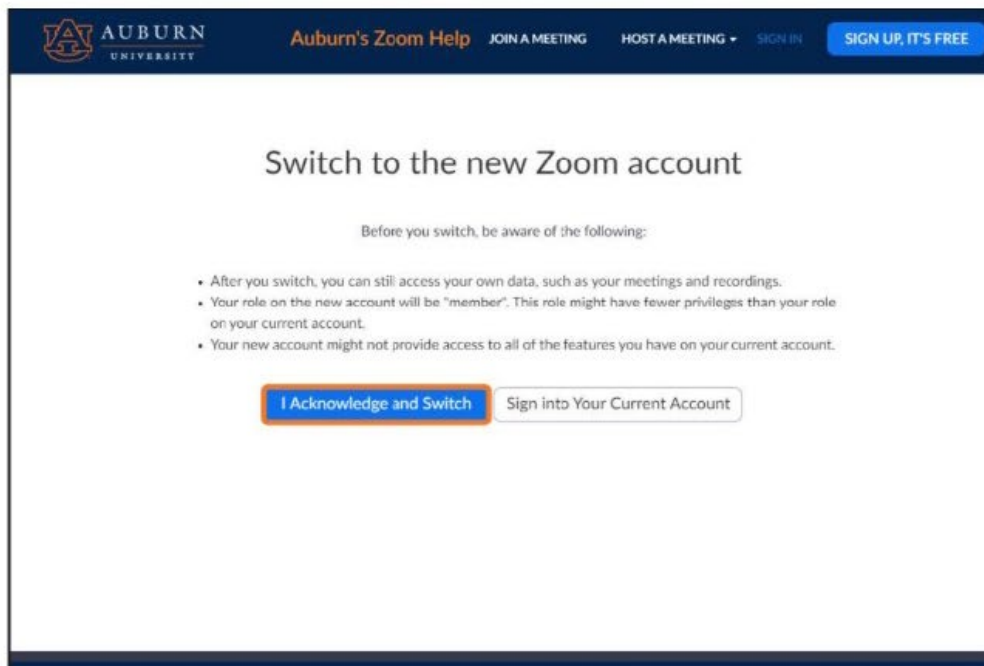 AUBURN
UNIVERSITY
Auburn's Zoom Help JOIN A MEETING HOST A MEETING SIGN IN SIGN UP, IT'S FREE
Switch to the new Zoom account
Before you switch, be aware of the following:
• After you switch, you can still access your own data, such as your meetings and recordings.
• Your role on the new account will be "member". This role might have fewer privileges than your role
on your current account.
• Your new account might not provide access to all of the features you have on your current account.
I Acknowledge and Switch Sign into Your Current Account